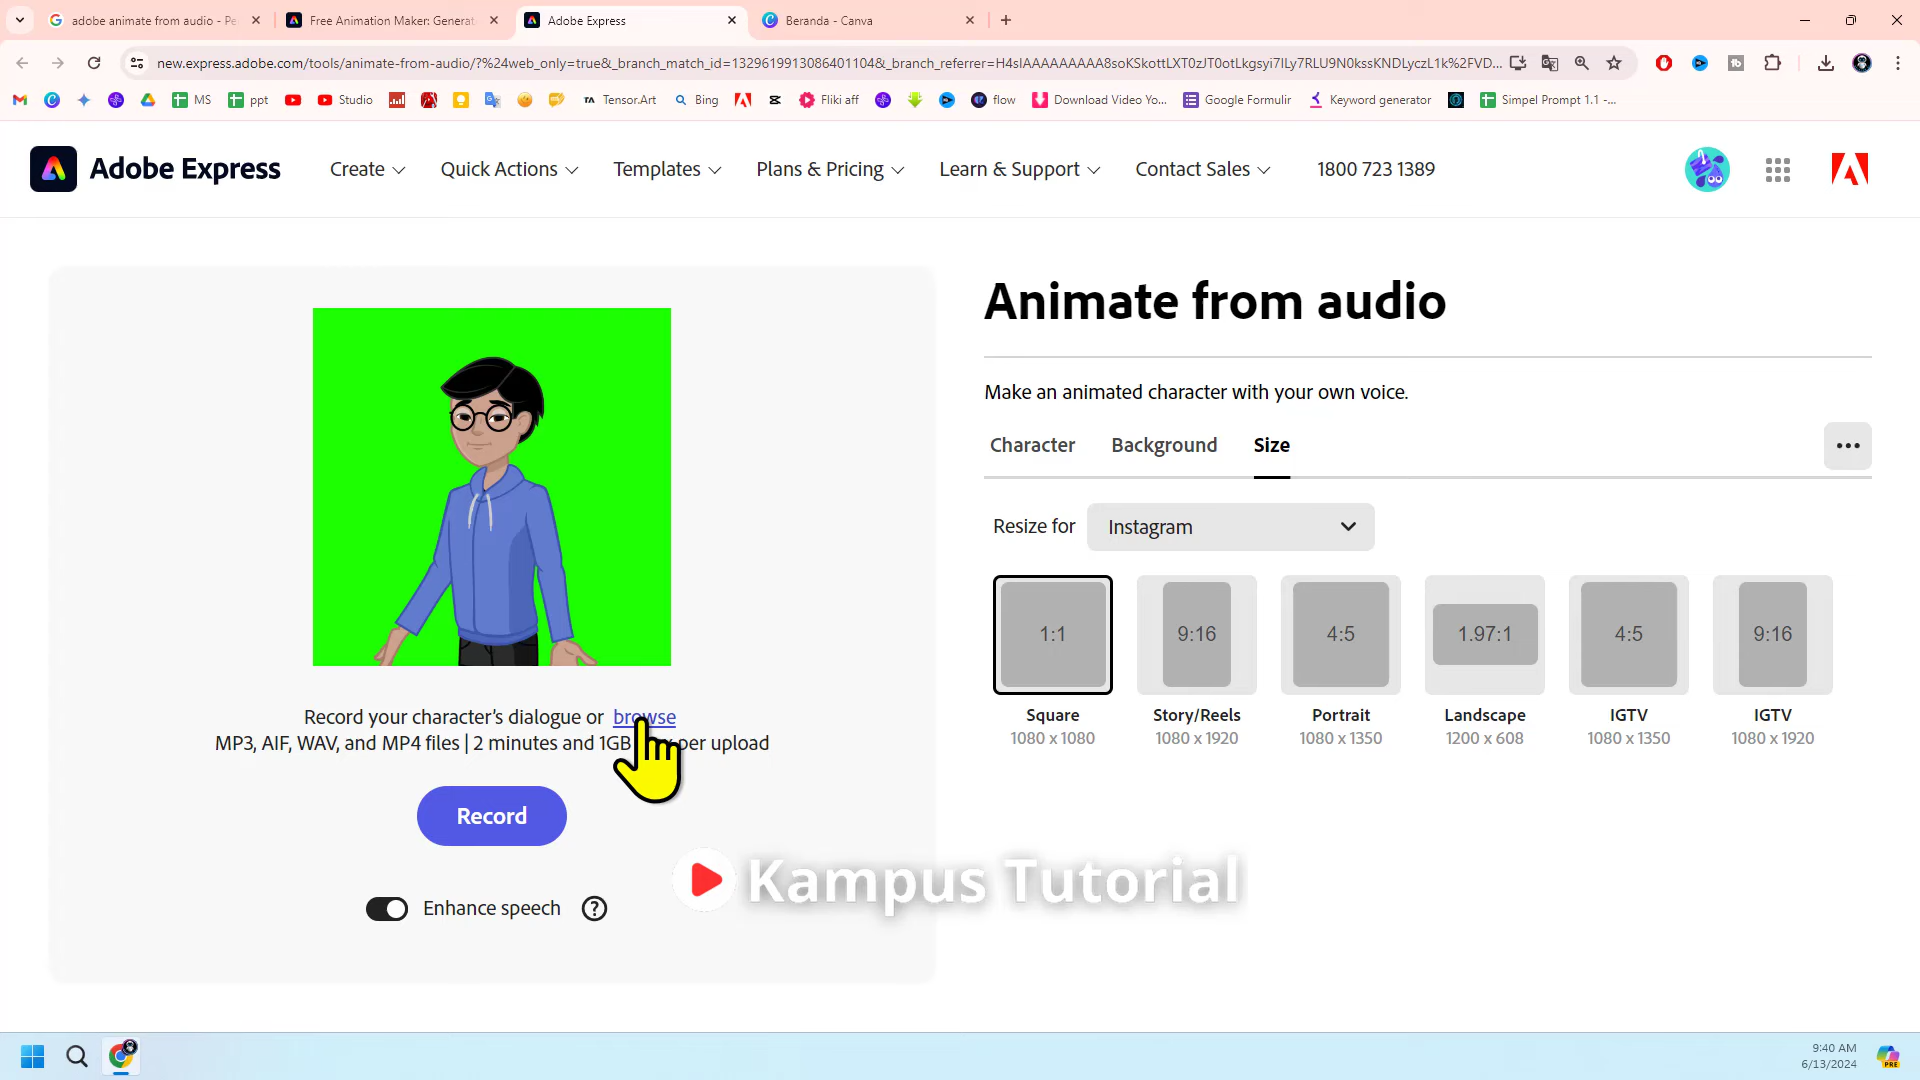 adobe animate from audio - Pe
Free Animation Maker: Generat
Adobe Express
Beranda - Canva
new.express.adobe.com/tools/animate-from-audio/?%24web_only=true&_branch_match_id=1329619913086401104&_branch_referrer=
MS
ppt
Studio
TA Tensor.Art
Bing
Fliki aff
flow
Download Video Yo...
Google Formulir
Keyword generator
Simpel Prompt 1.1 -...
Adobe Express
Create
Quick Actions
Templates
Plans & Pricing
Learn & Support
Contact Sales
1800 723 1389
Animate from audio
Make an animated character with your own voice.
Character
Background
Size
Resize for
Instagram
1:1
9:16
4:5
1.97:1
4:5
9:16
Square
Story/Reels
Portrait
Landscape
IGTV
IGTV
1080 x 1080
1080 x 1920
1080 x 1350
1200 x 608
1080 x 1350
1080 x 1920
Record your character's dialogue or browse
MP3, AIF, WAV, and MP4 files | 2 minutes and 1GB per upload
Record
Enhance speech
Kampus Tutorial
9:40 AM
6/13/2024
PRE